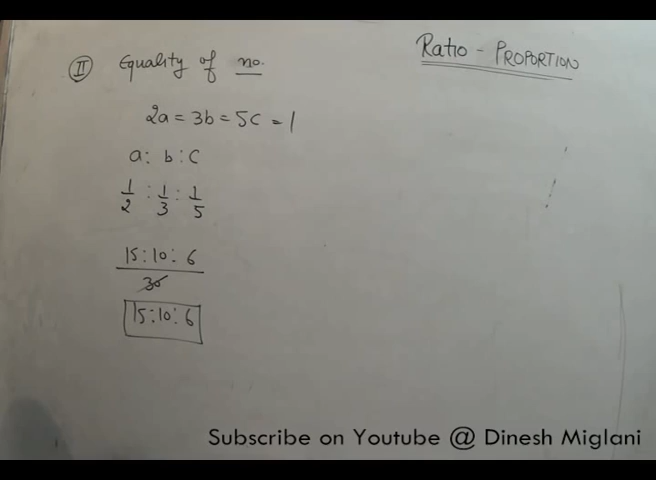 Ratio - PROPORTION
II Equality of no.
2a = 3b = 5c = 1
a : b : c
1/2 : 1/3 : 1/5
15 : 10 : 6
30
15 : 10 : 6
Subscribe on Youtube @ Dinesh Miglani